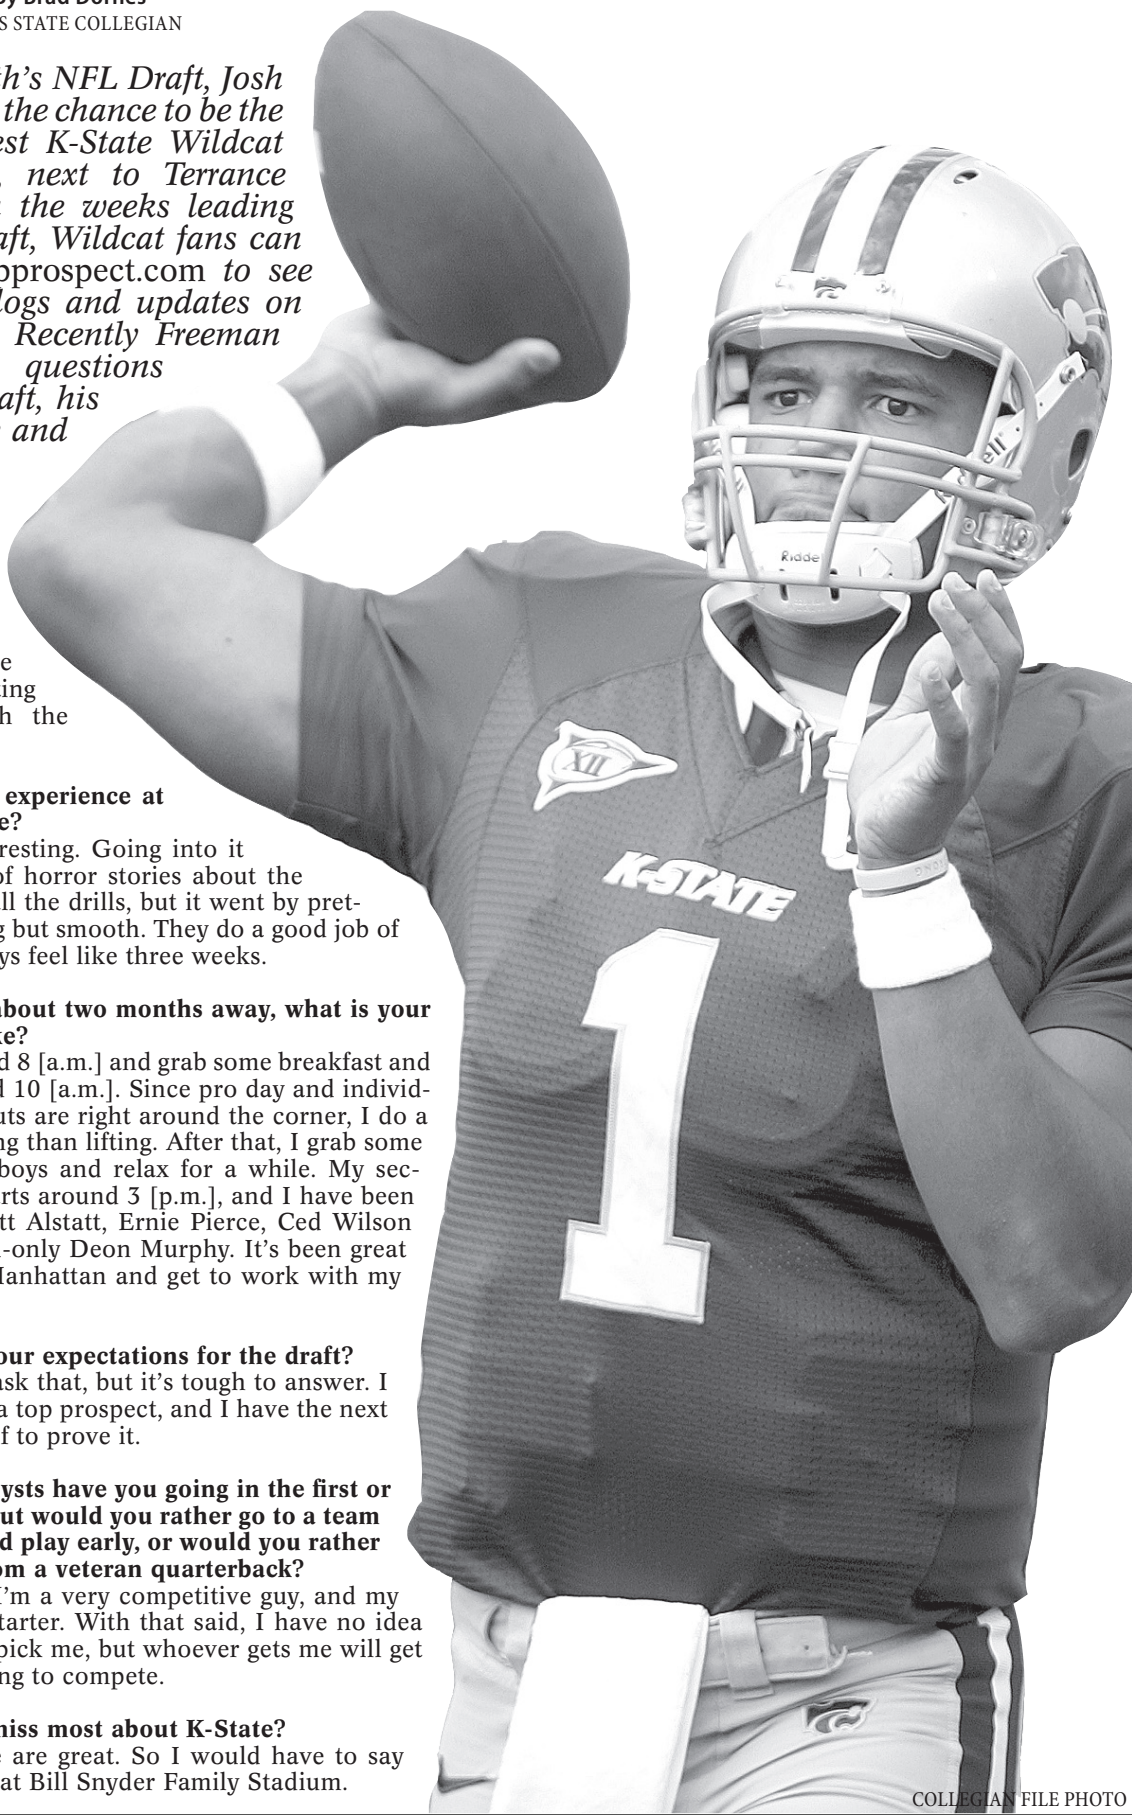 By Brad Dornes
S STATE COLLEGIAN
th's NFL Draft, Josh
the chance to be the
est K-State Wildcat
, next to Terrance
the weeks leading
aft, Wildcat fans can
pprospect.com to see
logs and updates on
Recently Freeman
questions
aft, his
and
e
ting
h the
experience at
e?
resting. Going into it
of horror stories about the
ll the drills, but it went by pret-
g but smooth. They do a good job of
ys feel like three weeks.
about two months away, what is your
ke?
d 8 [a.m.] and grab some breakfast and
d 10 [a.m.]. Since pro day and individ-
uts are right around the corner, I do a
ng than lifting. After that, I grab some
boys and relax for a while. My sec-
arts around 3 [p.m.], and I have been
tt Alstatt, Ernie Pierce, Ced Wilson
-only Deon Murphy. It's been great
Manhattan and get to work with my
our expectations for the draft?
ask that, but it's tough to answer. I
a top prospect, and I have the next
f to prove it.
ysts have you going in the first or
ut would you rather go to a team
d play early, or would you rather
om a veteran quarterback?
I'm a very competitive guy, and my
tarter. With that said, I have no idea
pick me, but whoever gets me will get
ng to compete.
miss most about K-State?
e are great. So I would have to say
at Bill Snyder Family Stadium.
Riddell
XII
K-STATE
1
COLLEGIAN FILE PHOTO